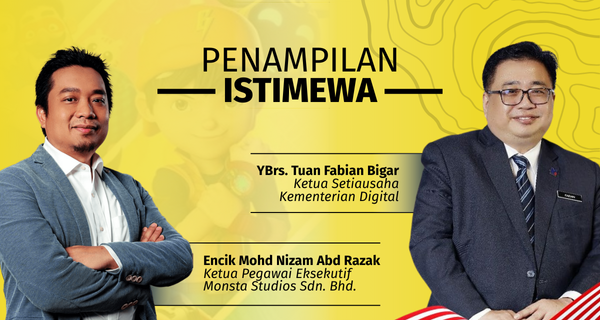 PENAMPILAN
ISTIMEWA
YBrs. Tuan Fabian Bigar
Ketua Setiausaha
Kementerian Digital
Encik Mohd Nizam Abd Razak
Ketua Pegawai Eksekutif
Monsta Studios Sdn. Bhd.